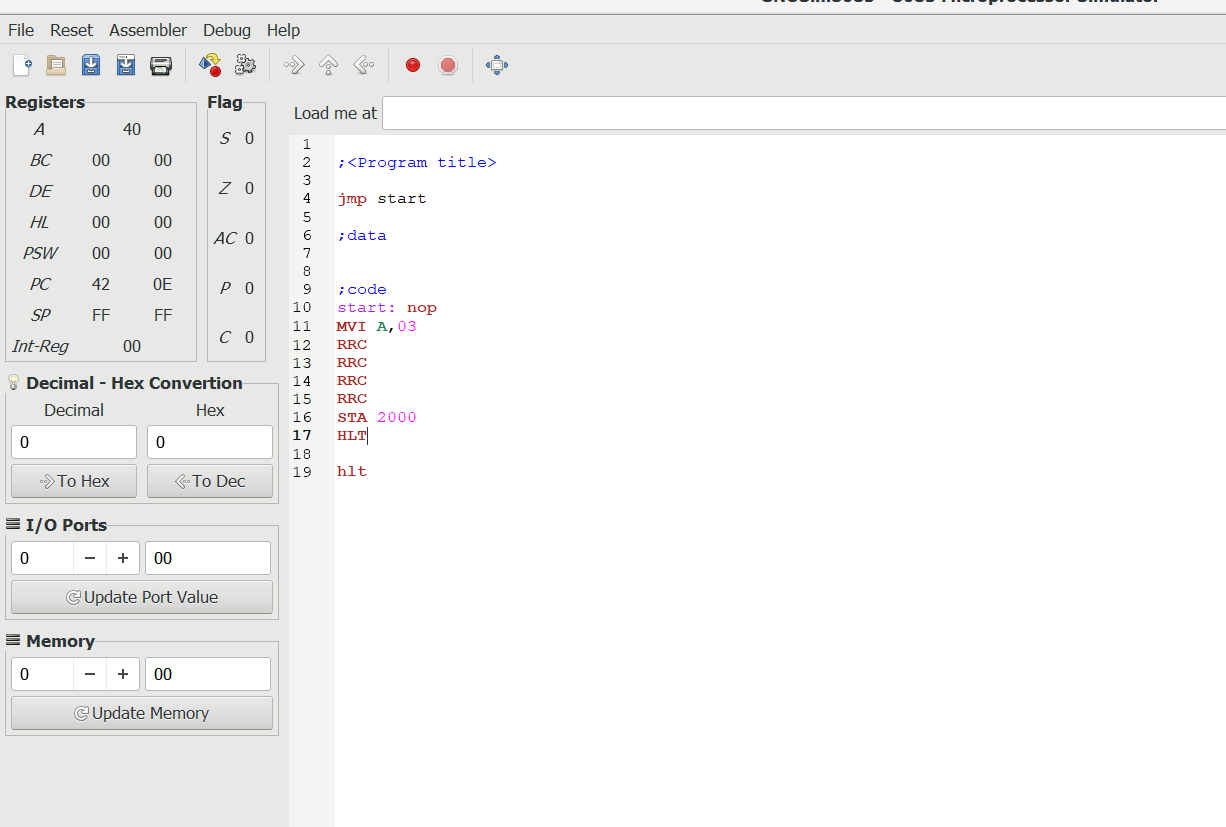 File Reset Assembler Debug Help
Registers
A 40
BC 00 00
DE 00 00
HL 00 00
PSW 00 00
PC 42 0E
SP FF FF
Int-Reg 00
Flag
S 0
Z 0
AC 0
P 0
C 0
Decimal - Hex Convertion
Decimal Hex
0 0
To Hex To Dec
I/O Ports
0 − + 00
Update Port Value
Memory
0 − + 00
Update Memory
Load me at
1
2 ;<Program title>
3
4 jmp start
5
6 ;data
7
8
9 ;code
10 start: nop
11 MVI A,03
12 RRC
13 RRC
14 RRC
15 RRC
16 STA 2000
17 HLT
18
19 hlt